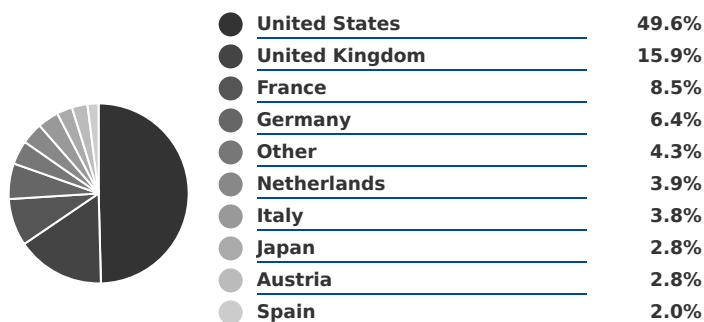 United States 49.6%
United Kingdom 15.9%
France 8.5%
Germany 6.4%
Other 4.3%
Netherlands 3.9%
Italy 3.8%
Japan 2.8%
Austria 2.8%
Spain 2.0%